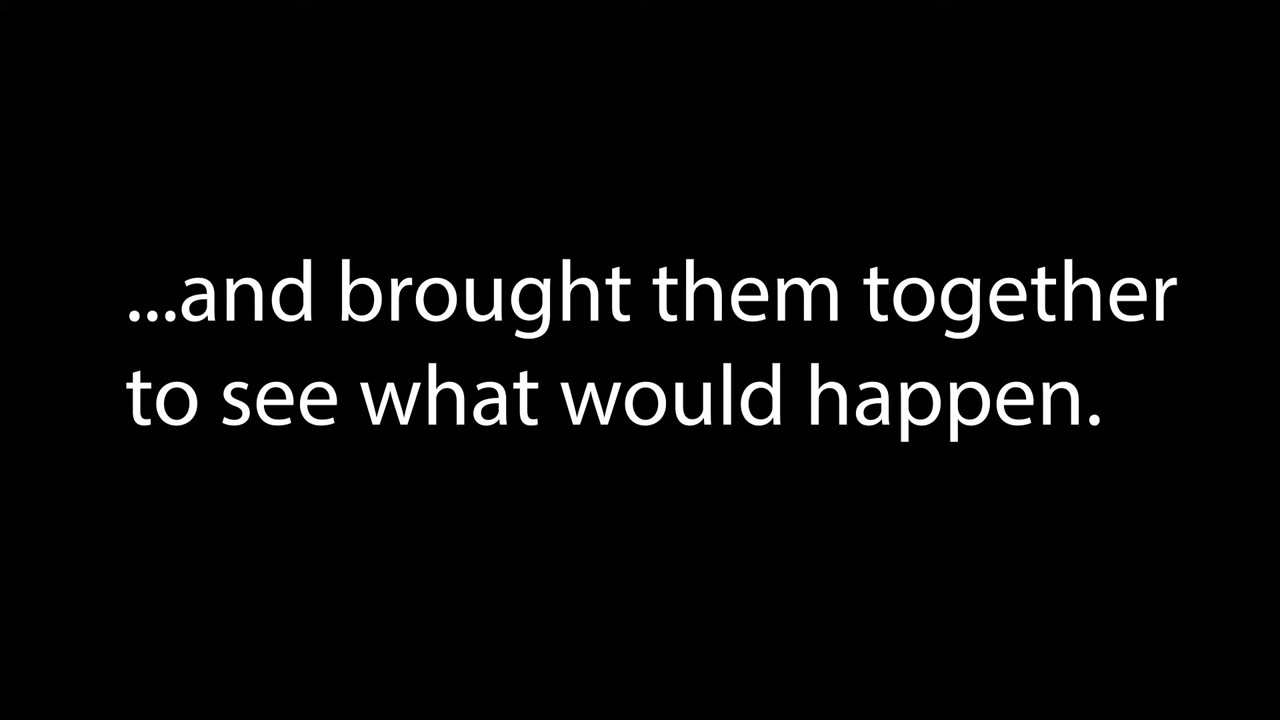 ...and brought them together
to see what would happen.